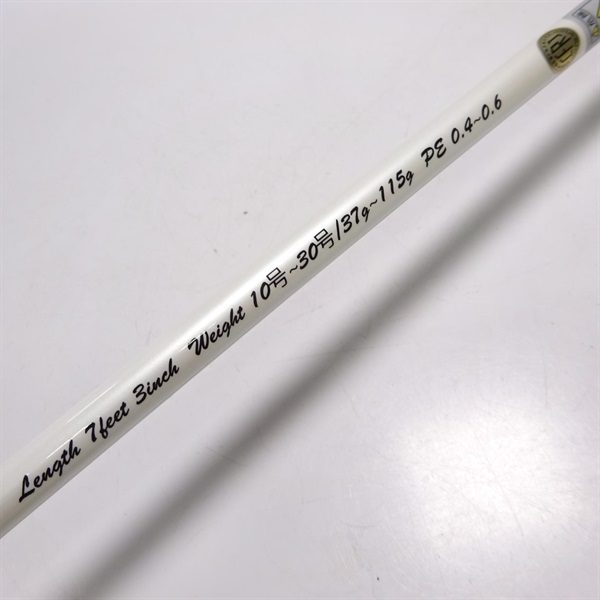 Length 7feet 3inch Weight 10号~30号/37g~115g PE 0.4~0.6